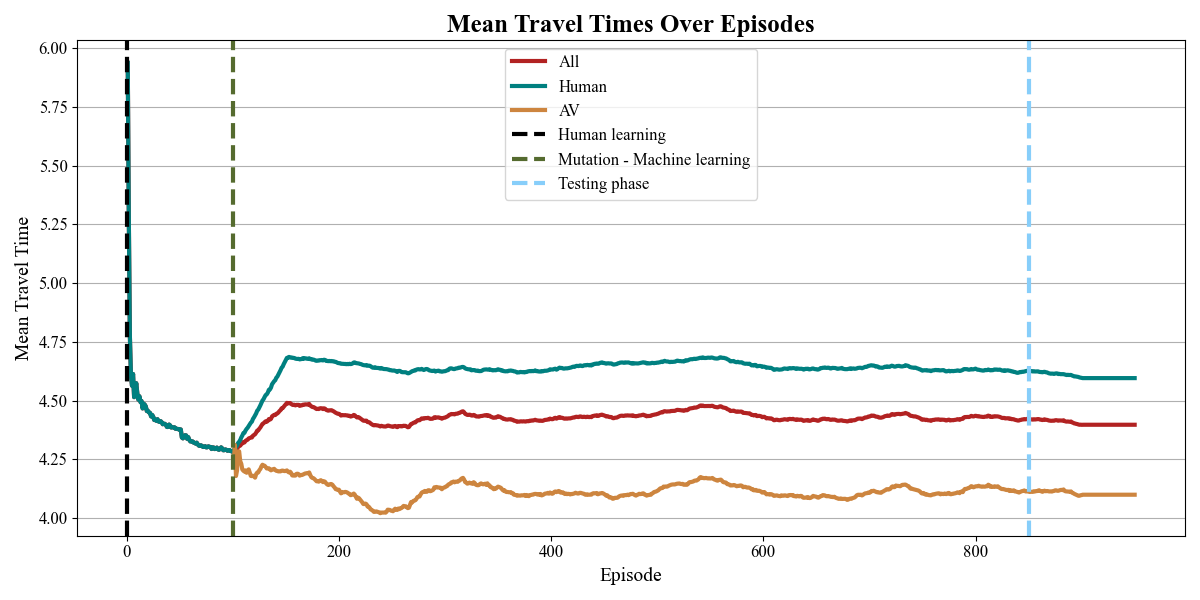 Mean Travel Times Over Episodes
6.00
5.75
5.50
5.25
5.00
4.75
4.50
4.25
4.00
Mean Travel Time
All
Human
AV
Human learning
Mutation - Machine learning
Testing phase
0
200
400
600
800
Episode